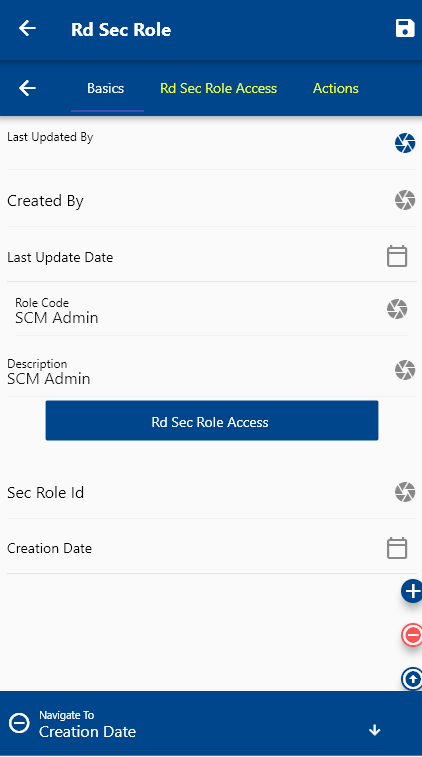 Rd Sec Role
Basics
Rd Sec Role Access
Actions
Last Updated By
Created By
Last Update Date
Role Code
SCM Admin
Description
SCM Admin
Rd Sec Role Access
Sec Role Id
Creation Date
Navigate To
Creation Date